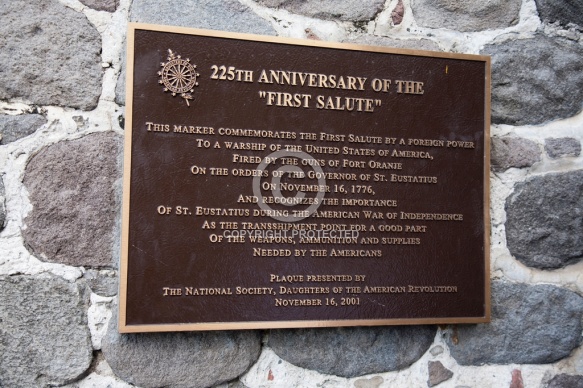 225TH ANNIVERSARY OF THE
"FIRST SALUTE"
THIS MARKER COMMEMORATES THE FIRST SALUTE BY A FOREIGN POWER
TO A WARSHIP OF THE UNITED STATES OF AMERICA,
FIRED BY THE GUNS OF FORT ORANJE
ON THE ORDERS OF THE GOVERNOR OF ST. EUSTATIUS
ON NOVEMBER 16, 1776,
AND RECOGNIZES THE IMPORTANCE
OF ST. EUSTATIUS DURING THE AMERICAN WAR OF INDEPENDENCE
AS THE TRANSSHIPMENT POINT FOR A GOOD PART
COPYRIGHT PROTECTED
OF THE WEAPONS, AMMUNITION AND SUPPLIES
NEEDED BY THE AMERICANS
PLAQUE PRESENTED BY
THE NATIONAL SOCIETY, DAUGHTERS OF THE AMERICAN REVOLUTION
NOVEMBER 16, 2001